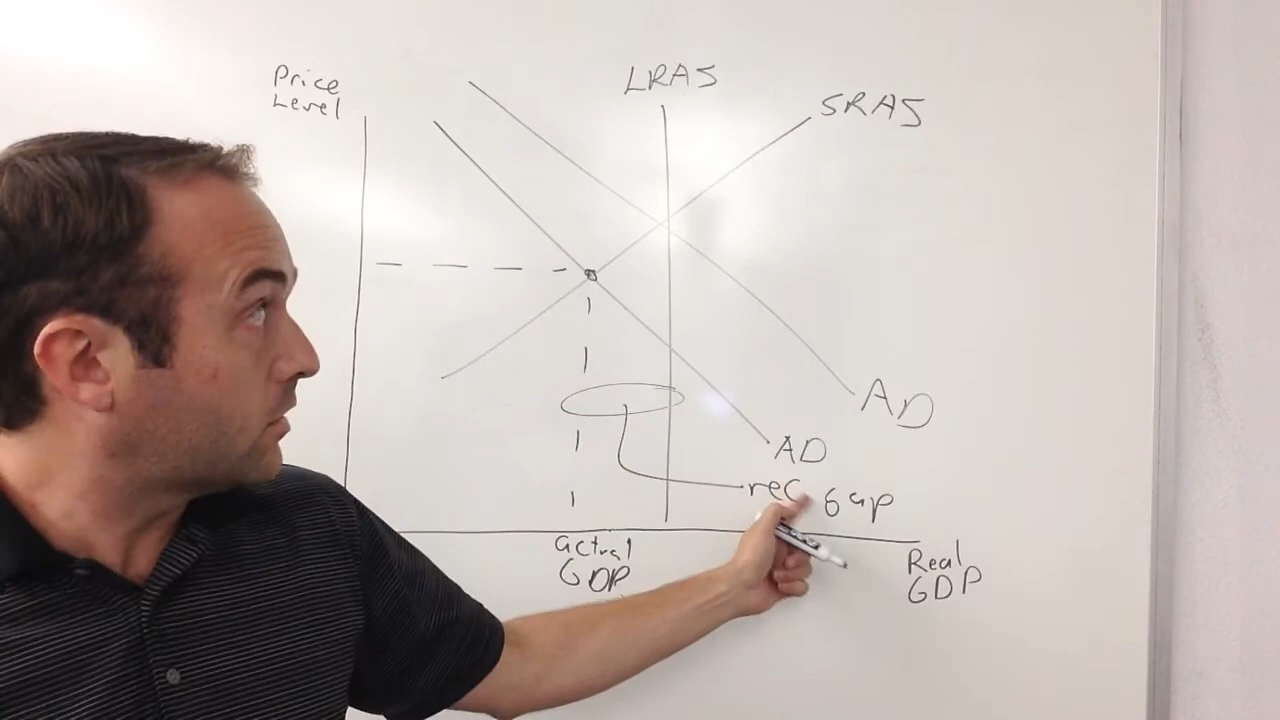 Price
Level
LRAS
SRAS
AD
AD
rec Gap
actual
GDP
Real
GDP